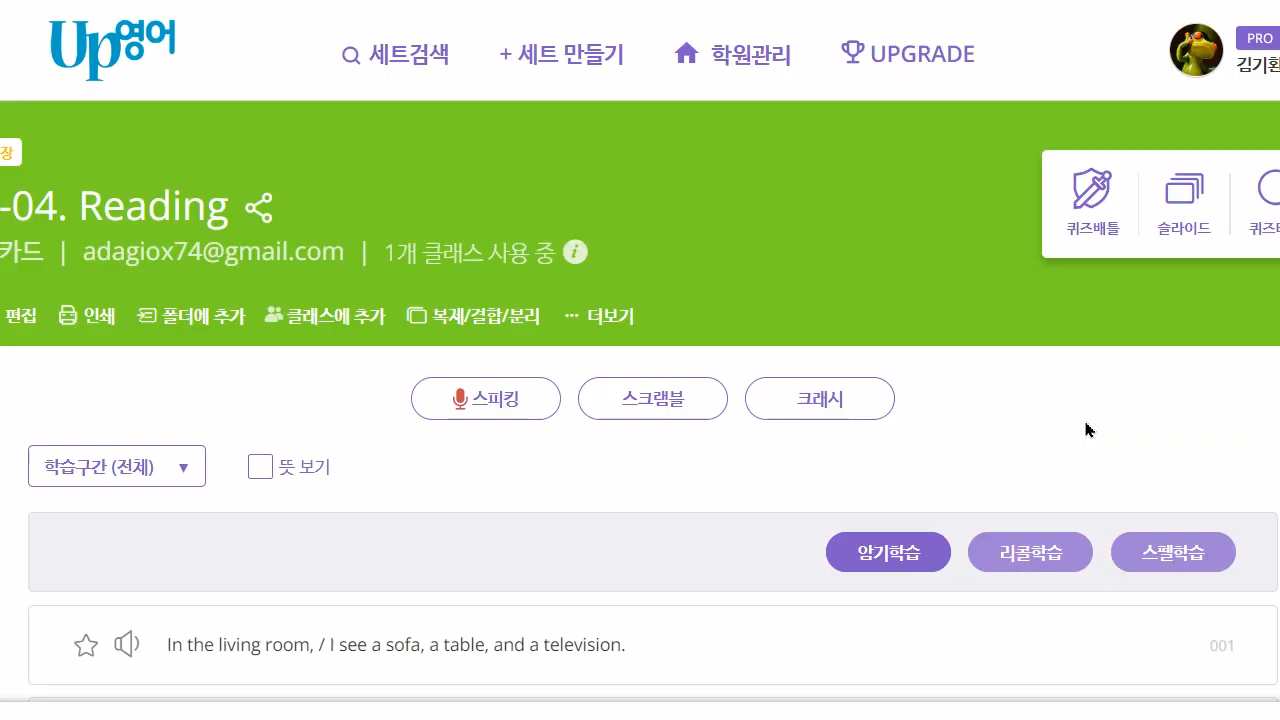 Up영어
세트검색
+ 세트 만들기
학원관리
UPGRADE
PRO
김기환
장
-04. Reading
카드 | adagiox74@gmail.com | 1개 클래스 사용 중 i
퀴즈배틀
슬라이드
편집
인쇄
폴더에 추가
클래스에 추가
복제/결합/분리
··· 더보기
스피킹
스크램블
크래시
학습구간 (전체) ▼
뜻 보기
암기학습
리콜학습
스펠학습
In the living room, / I see a sofa, a table, and a television.
001